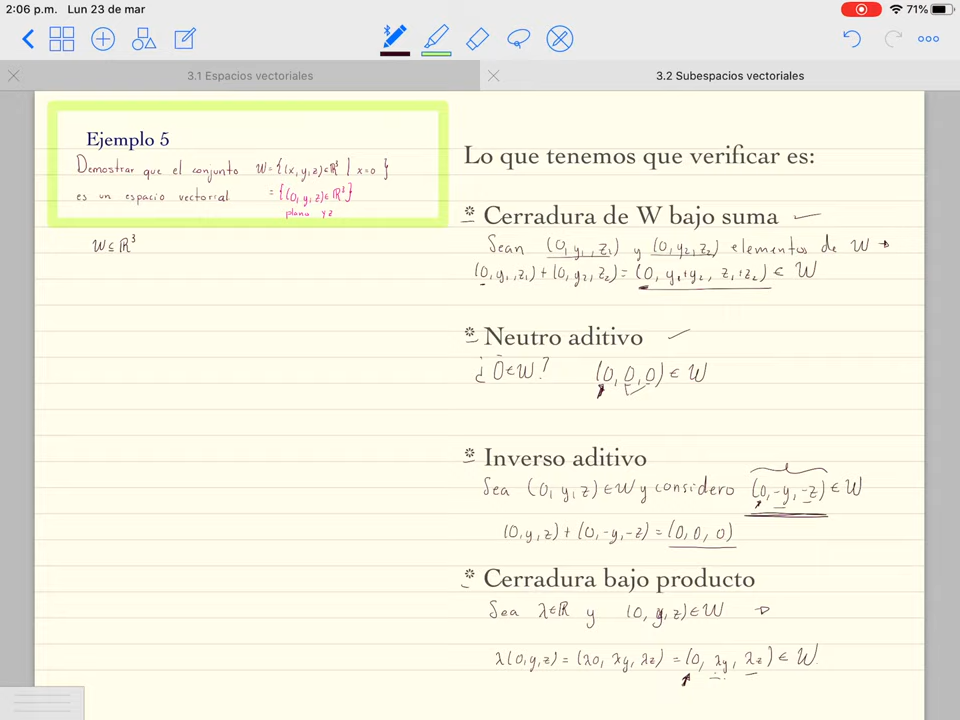 2:06 p.m. Lun 23 de mar 71%
3.1 Espacios vectoriales 3.2 Subespacios vectoriales
Ejemplo 5
Demostrar que el conjunto W={(x,y,z)∈ℝ³ | x=0}
es un espacio vectorial ={(0,y,z)∈ℝ³}
plano yz
W⊆ℝ³
Lo que tenemos que verificar es:
Cerradura de W bajo suma
Sean (0,y₁,z₁) y (0,y₂,z₂) elementos de W →
(0,y₁,z₁)+(0,y₂,z₂)=(0, y₁+y₂, z₁+z₂) ∈ W
Neutro aditivo
¿0∈W? (0,0,0)∈W
Inverso aditivo
Sea (0,y,z)∈W y considero (0,-y,-z)∈W
(0,y,z)+(0,-y,-z)=(0,0,0)
Cerradura bajo producto
Sea λ∈ℝ y (0,y,z)∈W →
λ(0,y,z)=(λ0, λy, λz)=(0, λy, λz)∈W.